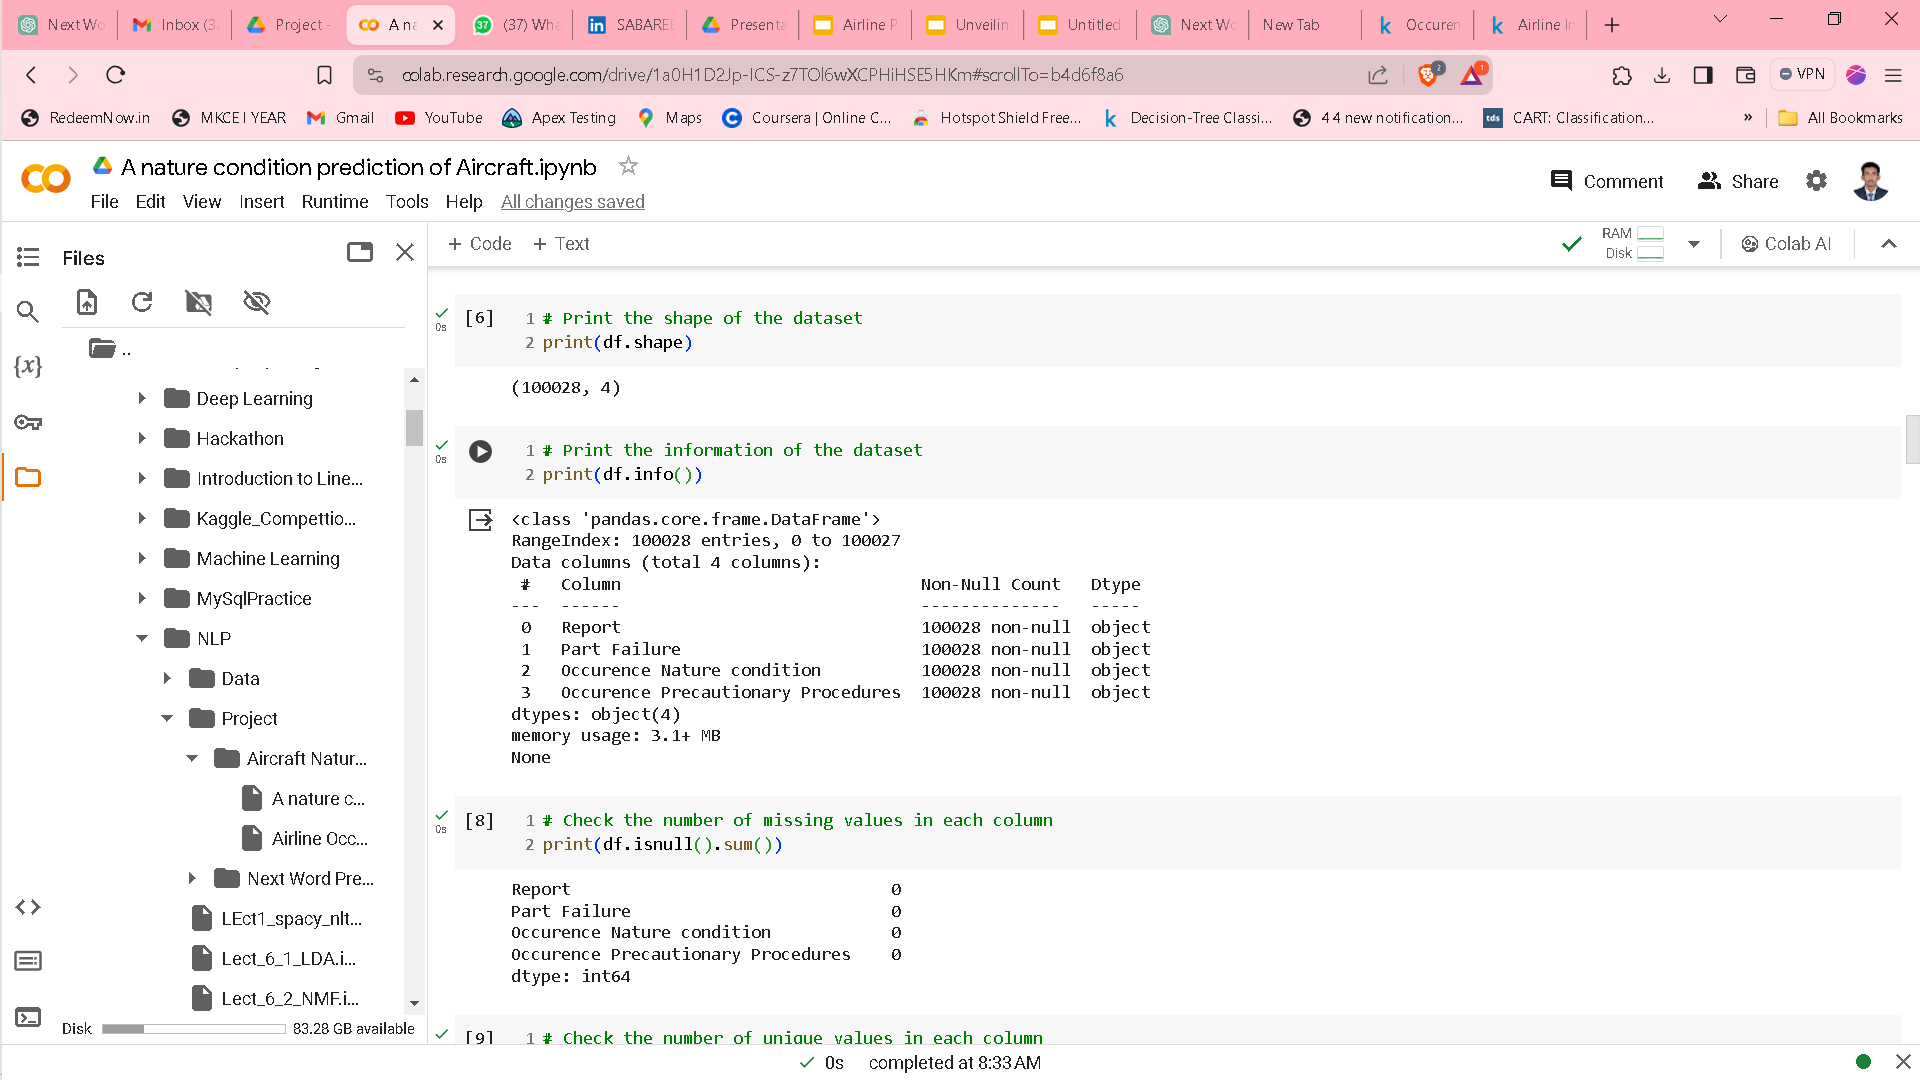 Next Wo
Inbox (3
Project -
A na
(37) Wha
SABAREE
Presenta
Airline P
Unveilin
Untitled
Next Wo
New Tab
Occuren
Airline In
colab.research.google.com/drive/1a0H1D2Jp-ICS-z7TOl6wXCPHiHSE5HKm#scrollTo=b4d6f8a6
2
1
VPN
RedeemNow.in
MKCE I YEAR
Gmail
YouTube
Apex Testing
Maps
Coursera | Online C...
Hotspot Shield Free...
Decision-Tree Classi...
4 4 new notification...
tds
CART: Classification...
»
All Bookmarks
A nature condition prediction of Aircraft.ipynb
File Edit View Insert Runtime Tools Help All changes saved
Comment
Share
Files
+ Code + Text
RAM
Disk
Colab AI
{x}
..
Deep Learning
Hackathon
Introduction to Line...
Kaggle_Compettio...
Machine Learning
MySqlPractice
NLP
Data
Project
Aircraft Natur...
A nature c...
Airline Occ...
Next Word Pre...
LEct1_spacy_nlt...
Lect_6_1_LDA.i...
Lect_6_2_NMF.i...
Disk 83.28 GB available
0s
[6]
1 # Print the shape of the dataset
2 print(df.shape)
(100028, 4)
0s
1 # Print the information of the dataset
2 print(df.info())
<class 'pandas.core.frame.DataFrame'>
RangeIndex: 100028 entries, 0 to 100027
Data columns (total 4 columns):
# Column Non-Null Count Dtype
--- ------ -------------- -----
0 Report 100028 non-null object
1 Part Failure 100028 non-null object
2 Occurence Nature condition 100028 non-null object
3 Occurence Precautionary Procedures 100028 non-null object
dtypes: object(4)
memory usage: 3.1+ MB
None
0s
[8]
1 # Check the number of missing values in each column
2 print(df.isnull().sum())
Report 0
Part Failure 0
Occurence Nature condition 0
Occurence Precautionary Procedures 0
dtype: int64
[9]
1 # Check the number of unique values in each column
0s completed at 8:33 AM